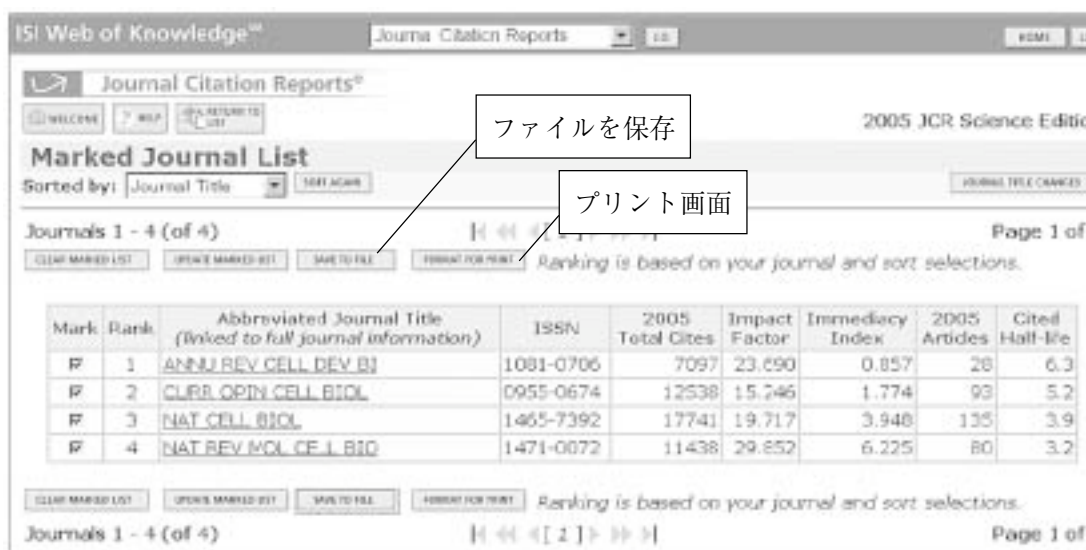 ISI Web of Knowledge℠ Journal Citation Reports GO HOME
Journal Citation Reports®
WELCOME ? HELP RETURN TO LIST
2005 JCR Science Editio
ファイルを保存
Marked Journal List
Sorted by: Journal Title SORT AGAIN JOURNAL TITLE CHANGES
プリント画面
Journals 1 - 4 (of 4) [ 1 ] Page 1 of
CLEAR MARKED LIST UPDATE MARKED LIST SAVE TO FILE FORMAT FOR PRINT Ranking is based on your journal and sort selections.
Mark Rank Abbreviated Journal Title (linked to full journal information) ISSN 2005 Total Cites Impact Factor Immediacy Index 2005 Articles Cited Half-life
1 ANNU REV CELL DEV BI 1081-0706 7097 23.690 0.857 28 6.3
2 CURR OPIN CELL BIOL 0955-0674 12538 15.246 1.774 93 5.2
3 NAT CELL BIOL 1465-7392 17741 19.717 3.948 135 3.9
4 NAT REV MOL CELL BIO 1471-0072 11438 29.852 6.225 80 3.2
CLEAR MARKED LIST UPDATE MARKED LIST SAVE TO FILE FORMAT FOR PRINT Ranking is based on your journal and sort selections.
Journals 1 - 4 (of 4) [ 1 ] Page 1 of